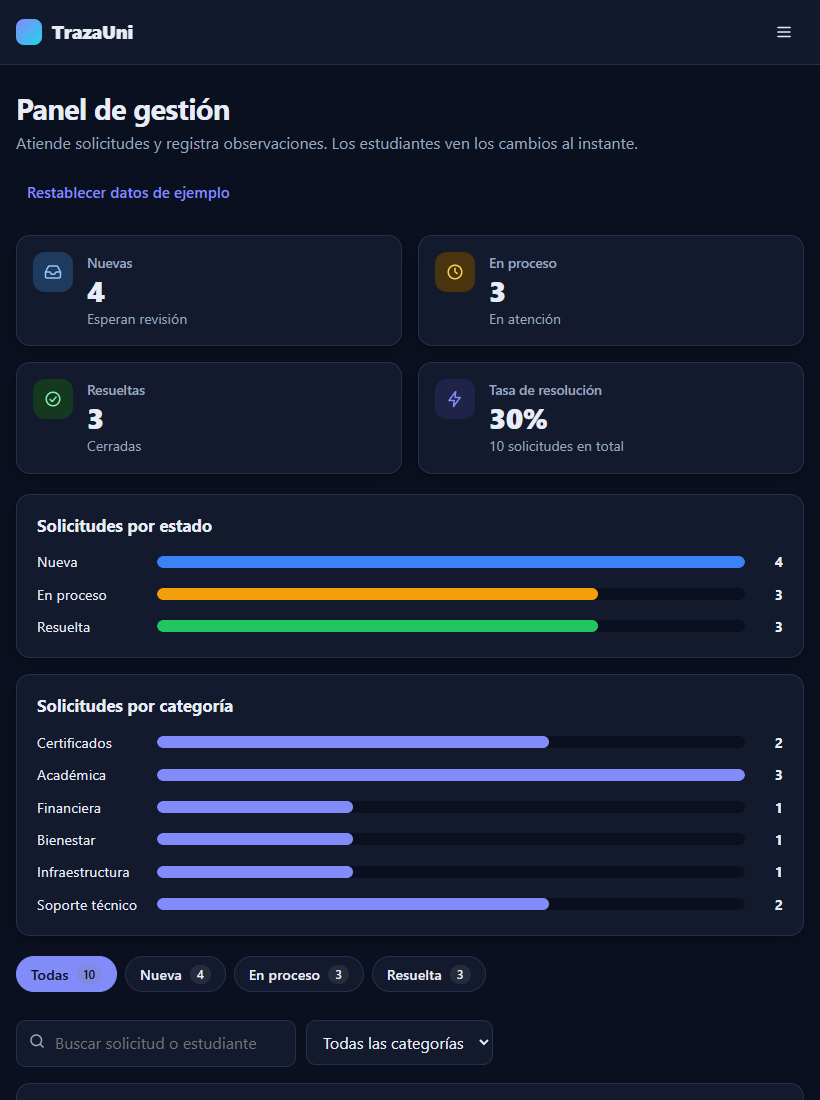 TrazaUni
Panel de gestión
Atiende solicitudes y registra observaciones. Los estudiantes ven los cambios al instante.
Restablecer datos de ejemplo
Nuevas
4
Esperan revisión
En proceso
3
En atención
Resueltas
3
Cerradas
Tasa de resolución
30%
10 solicitudes en total
Solicitudes por estado
Nueva 4
En proceso 3
Resuelta 3
Solicitudes por categoría
Certificados 2
Académica 3
Financiera 1
Bienestar 1
Infraestructura 1
Soporte técnico 2
Todas 10 Nueva 4 En proceso 3 Resuelta 3
Buscar solicitud o estudiante Todas las categorías